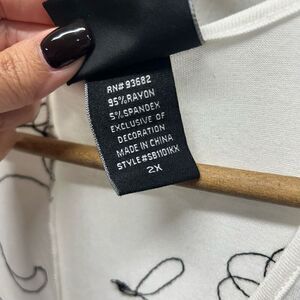 RN# 93682
95% RAYON
5% SPANDEX
EXCLUSIVE OF
DECORATION
MADE IN CHINA
STYLE#SB1101KX
2X